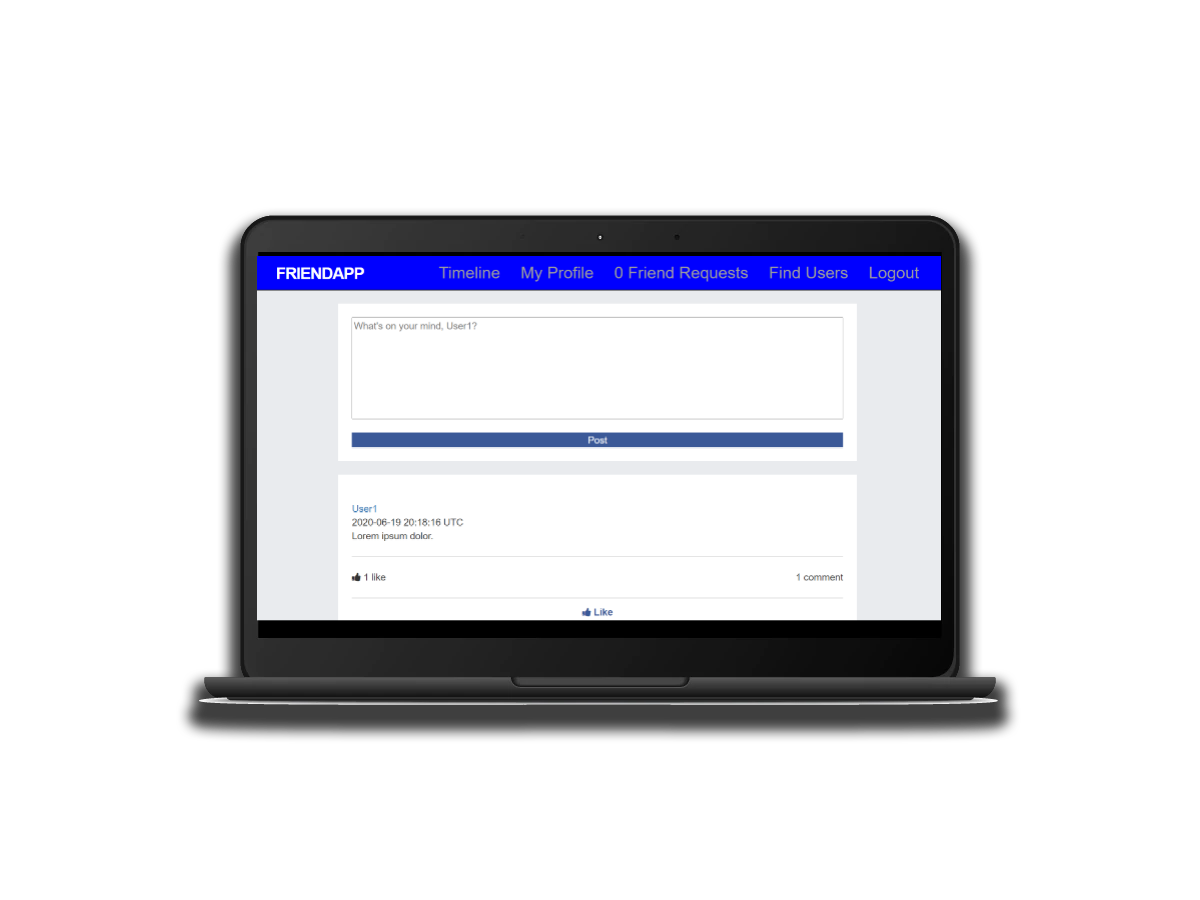 FRIENDAPP Timeline My Profile 0 Friend Requests Find Users Logout
What's on your mind, User1?
Post
User1
2020-06-19 20:18:16 UTC
Lorem ipsum dolor.
1 like 1 comment
Like